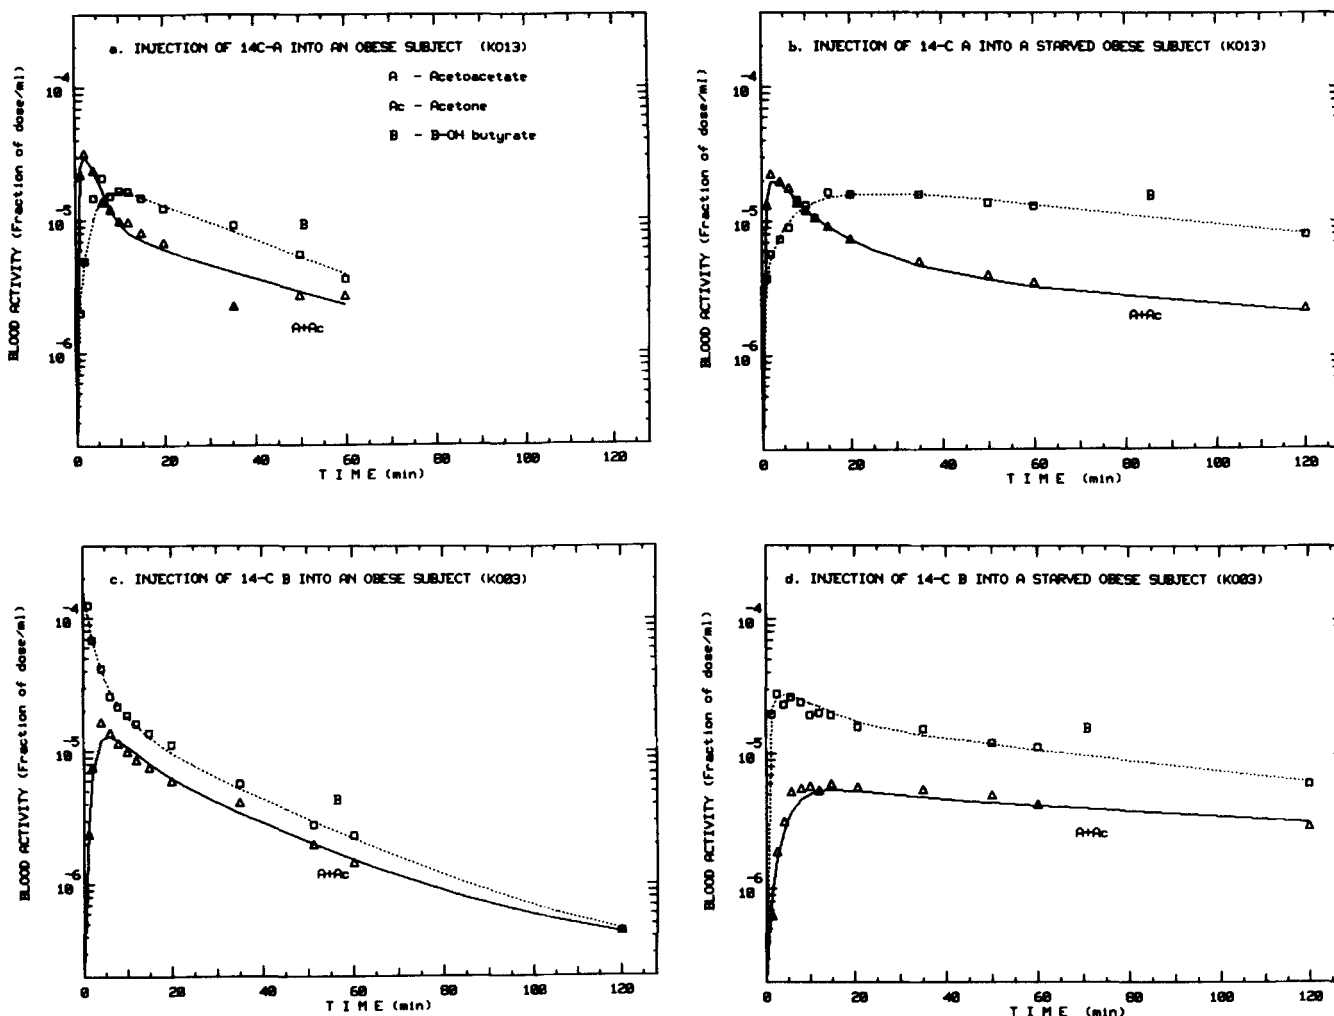 a. INJECTION OF 14C-A INTO AN OBESE SUBJECT (K013)
A - Acetoacetate
Ac - Acetone
B - B-OH butyrate
BLOOD ACTIVITY (Fraction of dose/ml)
10-4
10-5
10-6
B
A+Ac
0 20 40 60 80 100 120
TIME (min)
b. INJECTION OF 14-C A INTO A STARVED OBESE SUBJECT (K013)
BLOOD ACTIVITY (Fraction of dose/ml)
10-4
10-5
10-6
B
A+Ac
0 20 40 60 80 100 120
TIME (min)
c. INJECTION OF 14-C B INTO AN OBESE SUBJECT (K003)
BLOOD ACTIVITY (Fraction of dose/ml)
10-4
10-5
10-6
B
A+Ac
0 20 40 60 80 100 120
TIME (min)
d. INJECTION OF 14-C B INTO A STARVED OBESE SUBJECT (K003)
BLOOD ACTIVITY (Fraction of dose/ml)
10-4
10-5
10-6
B
A+Ac
0 20 40 60 80 100 120
TIME (min)